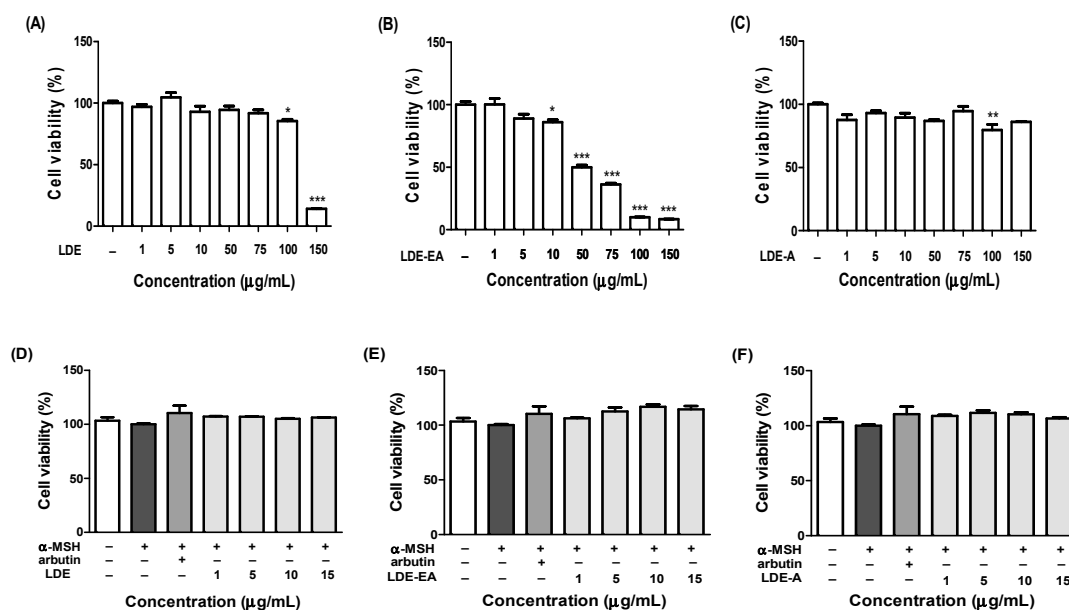 (A)
150
100
50
0
Cell viability (%)
*
***
LDE – 1 5 10 50 75 100 150
Concentration (μg/mL)
(B)
150
100
50
0
Cell viability (%)
*
***
***
***
***
LDE-EA – 1 5 10 50 75 100 150
Concentration (μg/mL)
(C)
150
100
50
0
Cell viability (%)
**
LDE-A – 1 5 10 50 75 100 150
Concentration (μg/mL)
(D)
150
100
50
0
Cell viability (%)
α-MSH – + + + + + +
arbutin – – + – – – –
LDE – – – 1 5 10 15
Concentration (μg/mL)
(E)
150
100
50
0
Cell viability (%)
α-MSH – + + + + + +
arbutin – – + – – – –
LDE-EA – – – 1 5 10 15
Concentration (μg/mL)
(F)
150
100
50
0
Cell viability (%)
α-MSH – + + + + + +
arbutin – – + – – – –
LDE-A – – – 1 5 10 15
Concentration (μg/mL)